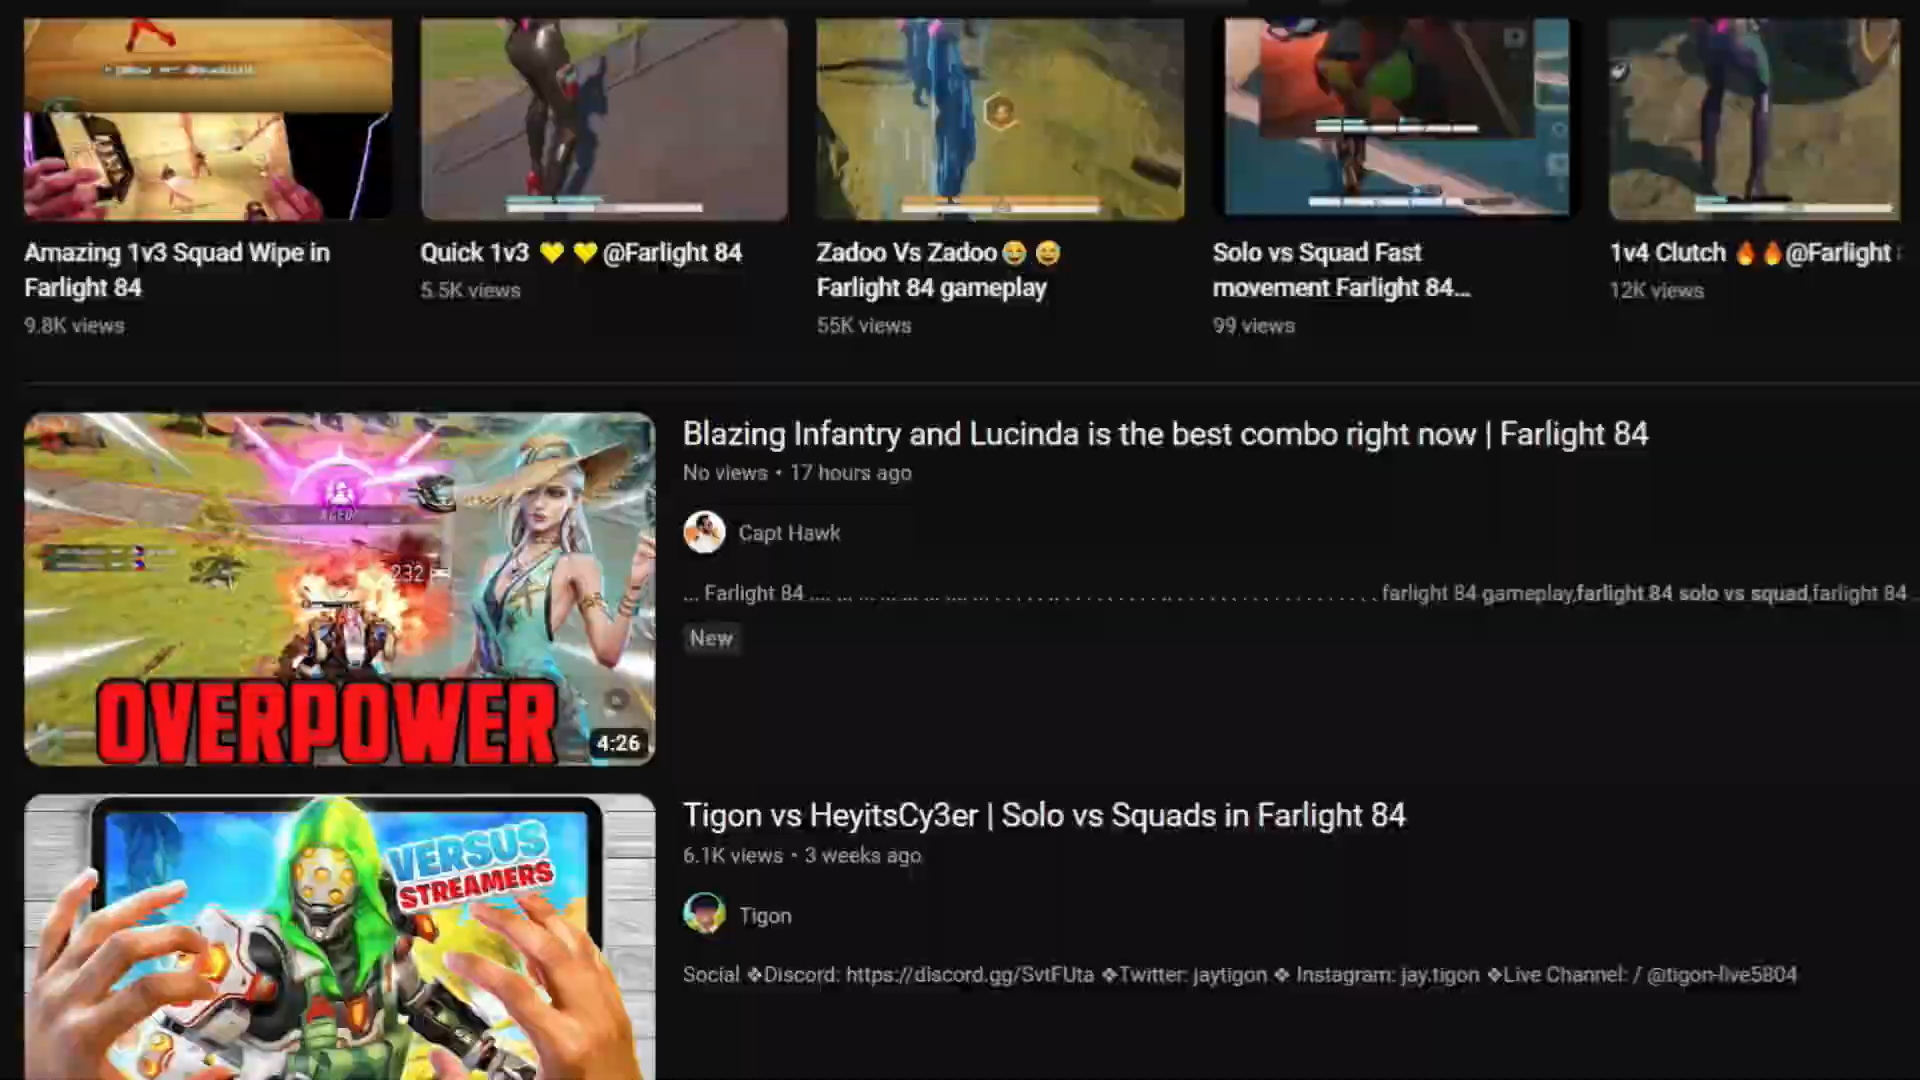 Amazing 1v3 Squad Wipe in
Farlight 84
9.8K views
Quick 1v3 💛 💛 @Farlight 84
5.5K views
Zadoo Vs Zadoo😂 😅
Farlight 84 gameplay
55K views
Solo vs Squad Fast
movement Farlight 84...
99 views
1v4 Clutch 🔥🔥@Farlight
12K views
Blazing Infantry and Lucinda is the best combo right now | Farlight 84
No views • 17 hours ago
Capt Hawk
... Farlight 84 .... ... ... ... ... ... ... ... farlight 84 gameplay,farlight 84 solo vs squad,farlight 84 ...
New
232
OVERPOWER
4:26
Tigon vs HeyitsCy3er | Solo vs Squads in Farlight 84
6.1K views • 3 weeks ago
Tigon
Social ❖Discord: https://discord.gg/SvtFUta ❖Twitter: jaytigon ❖ Instagram: jay.tigon ❖Live Channel: / @tigon-live5804
VERSUS
STREAMERS